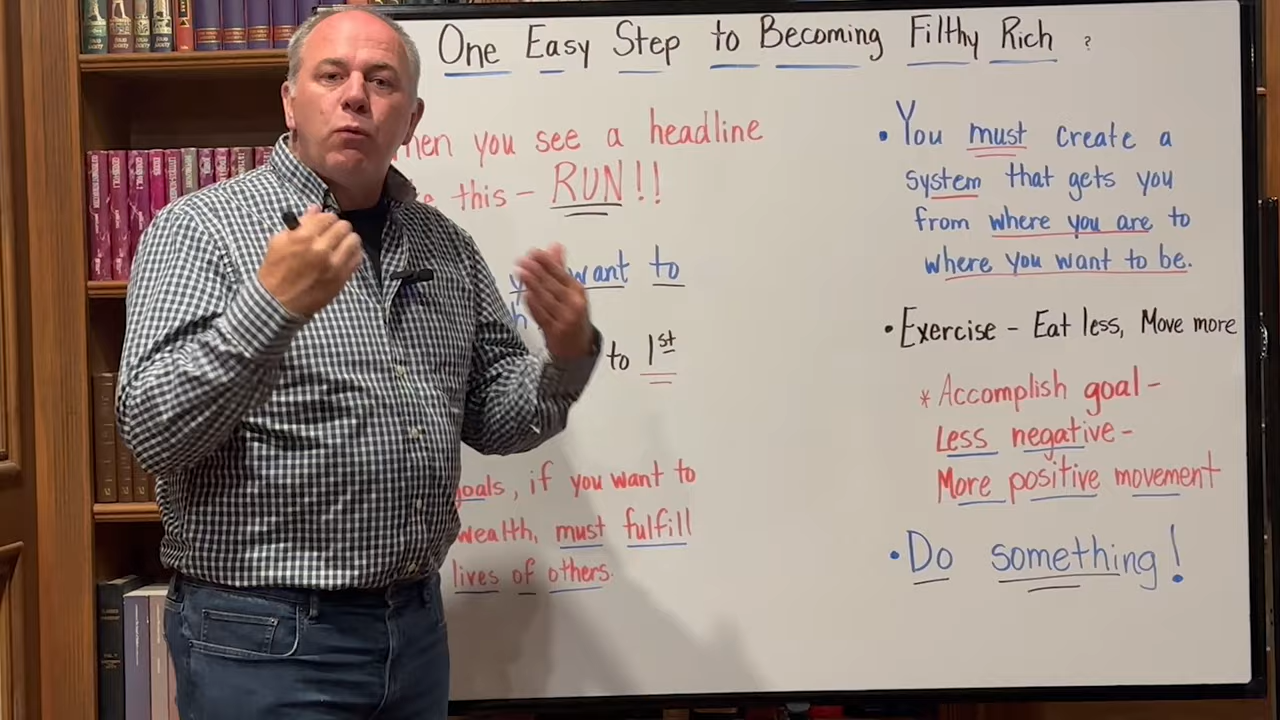 One Easy Step to Becoming Filthy Rich ?
you see a headline
this - RUN!!
want to
to 1st
goals, if you want to
wealth, must fulfill
lives of others.
• You must create a
system that gets you
from where you are to
where you want to be.
• Exercise - Eat less, Move more
* Accomplish goal -
Less negative -
More positive movement
• Do something!